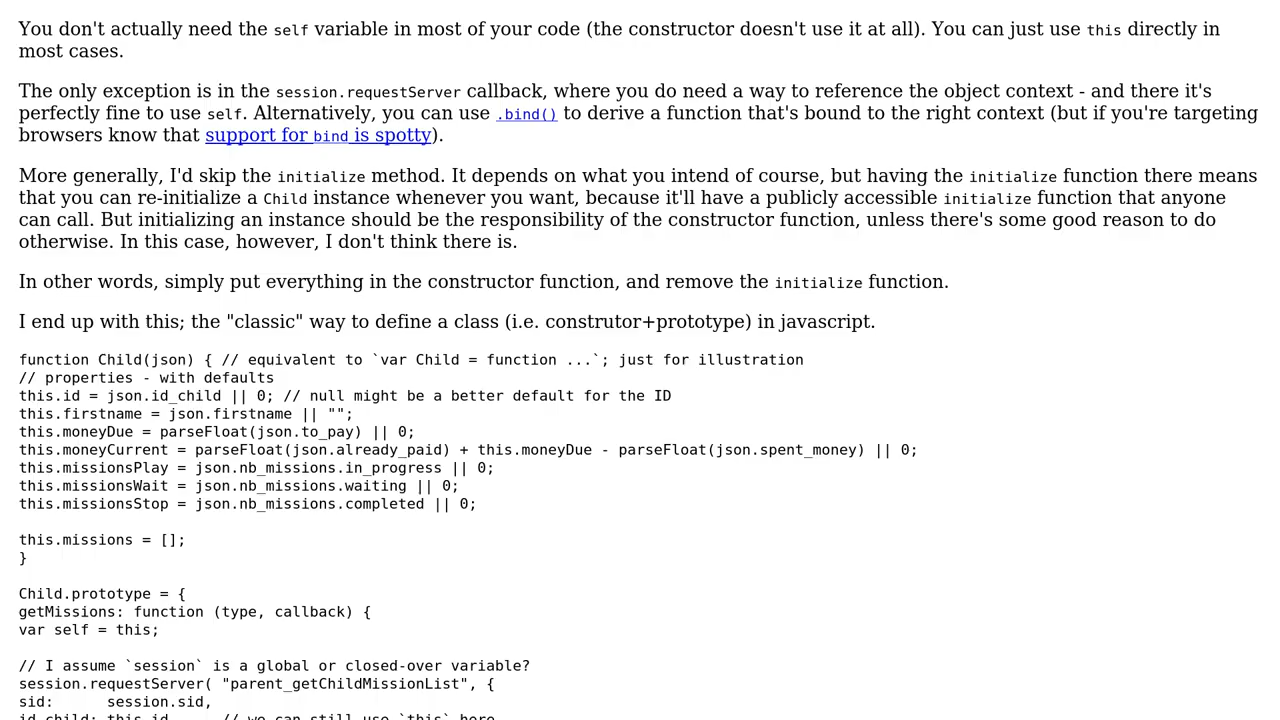 You don't actually need the self variable in most of your code (the constructor doesn't use it at all). You can just use this directly in
most cases.
The only exception is in the session.requestServer callback, where you do need a way to reference the object context - and there it's
perfectly fine to use self. Alternatively, you can use .bind() to derive a function that's bound to the right context (but if you're targeting
browsers know that support for bind is spotty).
More generally, I'd skip the initialize method. It depends on what you intend of course, but having the initialize function there means
that you can re-initialize a Child instance whenever you want, because it'll have a publicly accessible initialize function that anyone
can call. But initializing an instance should be the responsibility of the constructor function, unless there's some good reason to do
otherwise. In this case, however, I don't think there is.
In other words, simply put everything in the constructor function, and remove the initialize function.
I end up with this; the "classic" way to define a class (i.e. construtor+prototype) in javascript.
function Child(json) { // equivalent to `var Child = function ...`; just for illustration
// properties - with defaults
this.id = json.id_child || 0; // null might be a better default for the ID
this.firstname = json.firstname || "";
this.moneyDue = parseFloat(json.to_pay) || 0;
this.moneyCurrent = parseFloat(json.already_paid) + this.moneyDue - parseFloat(json.spent_money) || 0;
this.missionsPlay = json.nb_missions.in_progress || 0;
this.missionsWait = json.nb_missions.waiting || 0;
this.missionsStop = json.nb_missions.completed || 0;
this.missions = [];
}
Child.prototype = {
getMissions: function (type, callback) {
var self = this;
// I assume `session` is a global or closed-over variable?
session.requestServer( "parent_getChildMissionList", {
sid:      session.sid,
id_child: this.id,     // we can still use `this` here